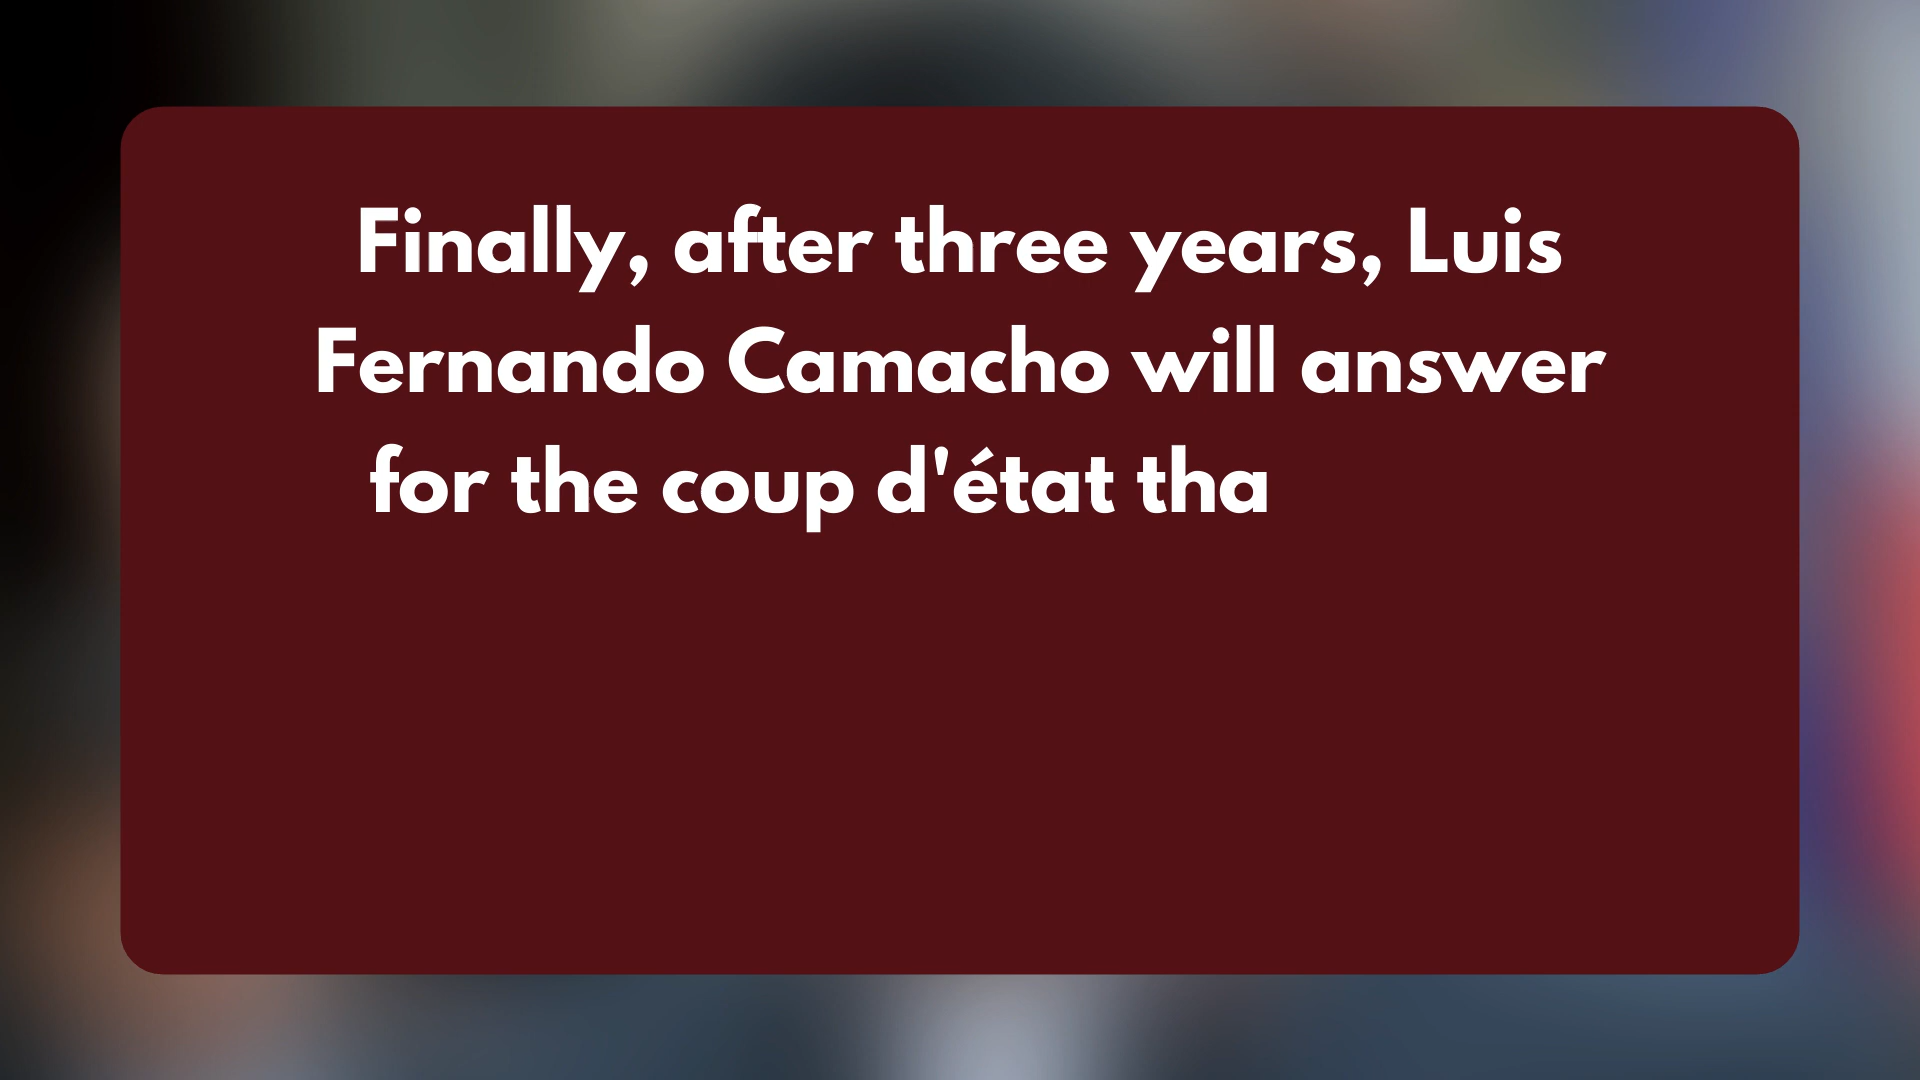 Finally, after three years, Luis
Fernando Camacho will answer
for the coup d'état tha